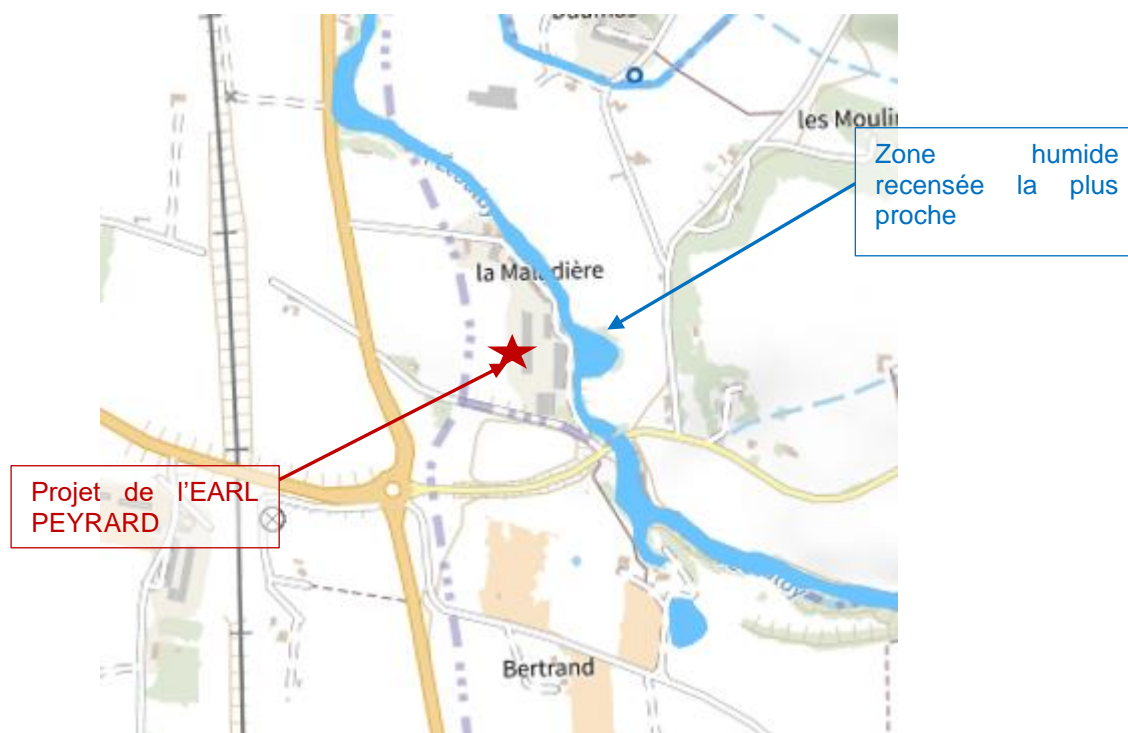 les Moulin
Zone humide
recensée la plus
proche
la Maladière
Projet de l'EARL
PEYRARD
Bertrand